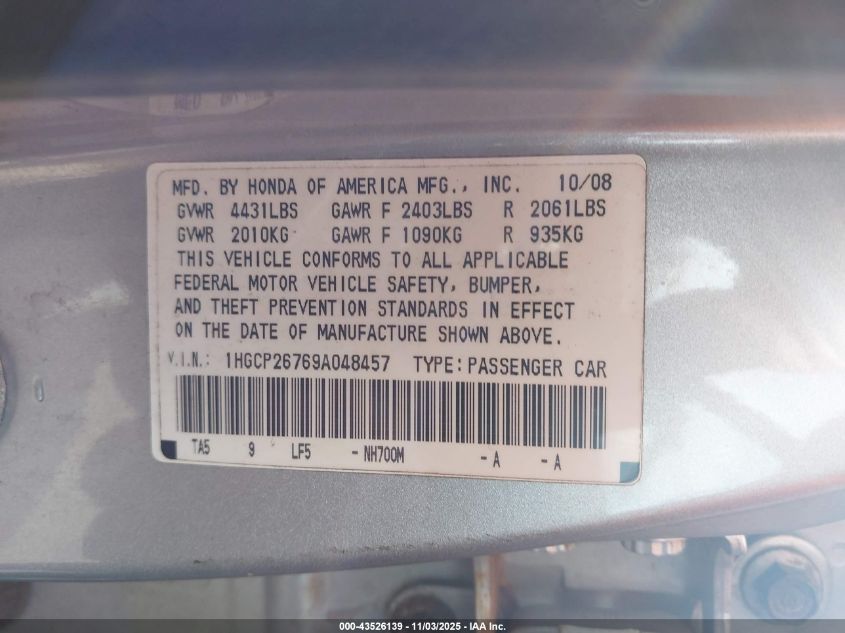 MFD. BY HONDA OF AMERICA MFG., INC. 10/08
GVWR 4431LBS GAWR F 2403LBS R 2061LBS
GVWR 2010KG GAWR F 1090KG R 935KG
THIS VEHICLE CONFORMS TO ALL APPLICABLE
FEDERAL MOTOR VEHICLE SAFETY, BUMPER,
AND THEFT PREVENTION STANDARDS IN EFFECT
ON THE DATE OF MANUFACTURE SHOWN ABOVE.
V.I.N.: 1HGCP26769A048457 TYPE:PASSENGER CAR
TA5 9 LF5 - NH700M - A - A
000-43526139 - 11/03/2025 - IAA Inc.